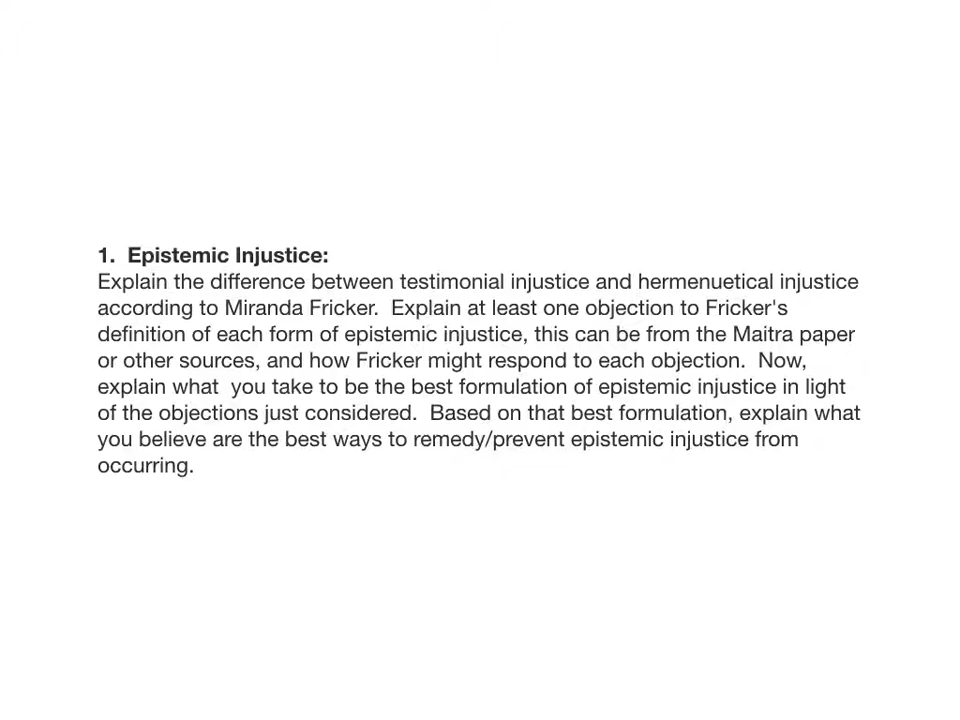 1.  Epistemic Injustice:
Explain the difference between testimonial injustice and hermenuetical injustice
according to Miranda Fricker.  Explain at least one objection to Fricker's
definition of each form of epistemic injustice, this can be from the Maitra paper
or other sources, and how Fricker might respond to each objection.  Now,
explain what  you take to be the best formulation of epistemic injustice in light
of the objections just considered.  Based on that best formulation, explain what
you believe are the best ways to remedy/prevent epistemic injustice from
occurring.